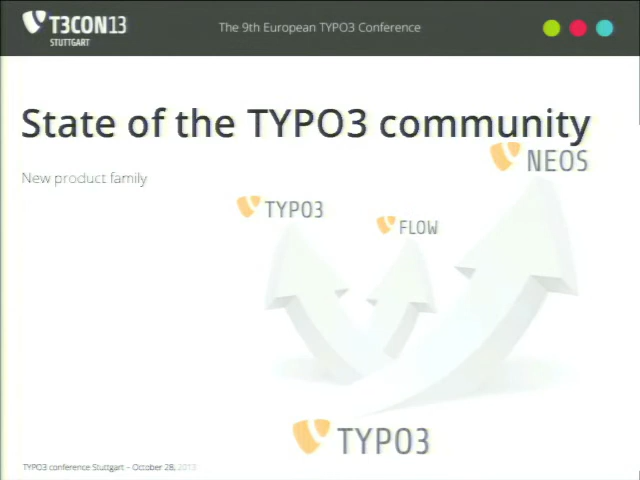 T3CON13
STUTTGART
The 9th European TYPO3 Conference
State of the TYPO3 community
New product family
NEOS
TYPO3
FLOW
TYPO3
TYPO3 conference Stuttgart – October 28, 2013